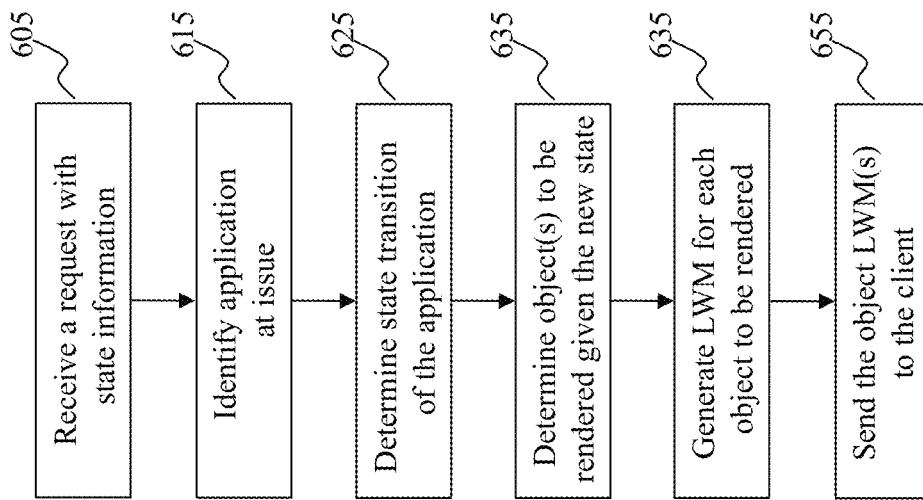 605
Receive a request with
state information
615
Identify application
at issue
625
Determine state transition
of the application
635
Determine object(s) to be
rendered given the new state
635
Generate LWM for each
object to be rendered
655
Send the object LWM(s)
to the client